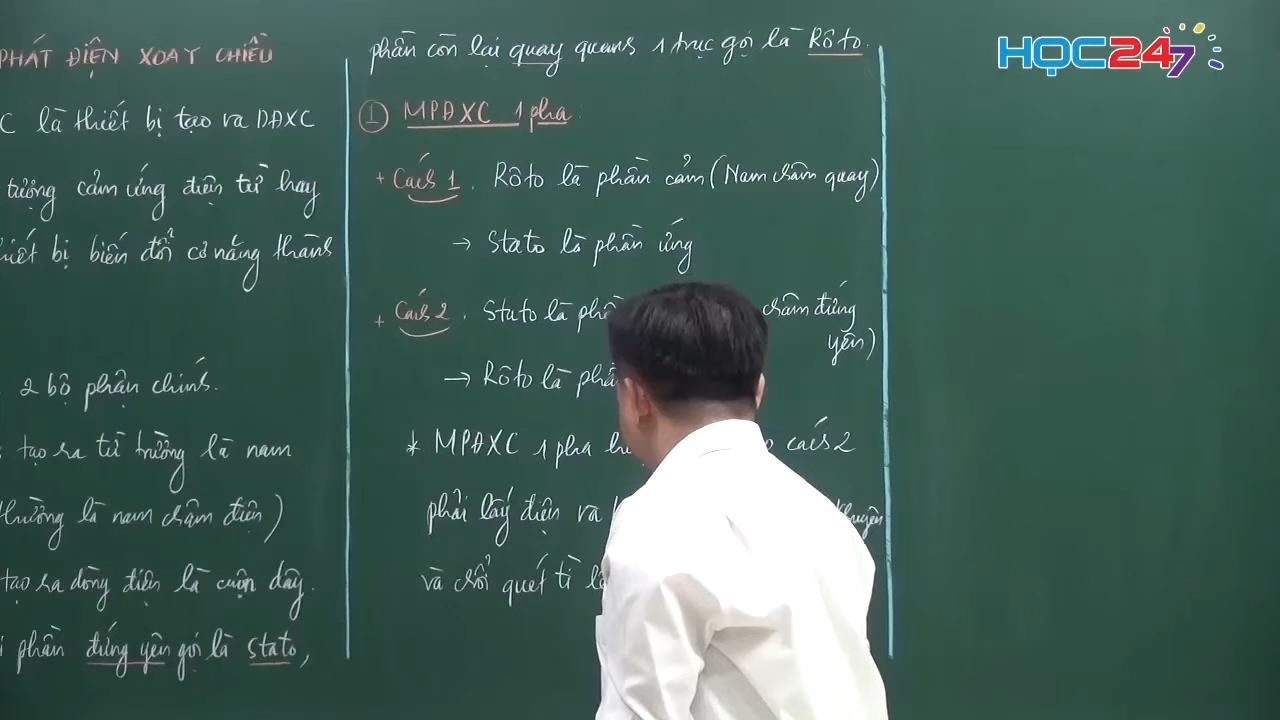 PHÁT ĐIỆN XOAY CHIỀU
C là thiết bị tạo ra DĐXC
tượng cảm ứng điện từ hay
thiết bị biến đổi cơ năng thành
2 bộ phận chính.
tạo ra từ trường là nam
thường là nam châm điện)
tạo ra dòng điện là cuộn dây.
phần đứng yên gọi là Stato,
phần còn lại quay quanh 1 trục gọi là Rôto.
① MPĐXC 1 pha:
+ Cách 1. Rôto là phần cảm (Nam châm quay)
→ Stato là phần ứng
+ Cách 2. Stato là châm đứng
yên)
→ Rôto là
* MPĐXC 1 pha cách 2
phải lấy điện ra khuyên
và chổi quét tì
HỌC247